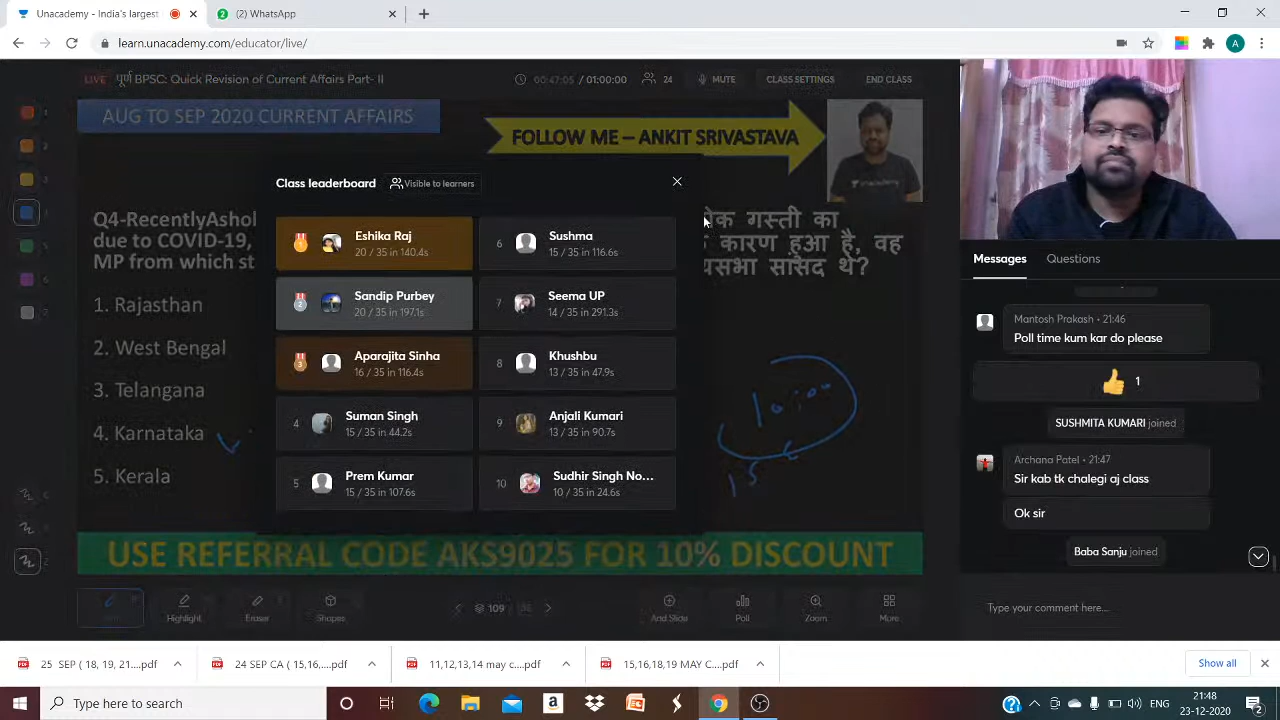 Unacademy - India's largest
2
(2) WhatsApp
learn.unacademy.com/educator/live/
A
LIVE
पूर्ण BPSC: Quick Revision of Current Affairs Part- II
00:47:05 / 01:00:00
24
MUTE
CLASS SETTINGS
END CLASS
AUG TO SEP 2020 CURRENT AFFAIRS
FOLLOW ME – ANKIT SRIVASTAVA
unacademy
Class leaderboard
Visible to learners
Q4-RecentlyAshol
due to COVID-19,
MP from which st
गस्ती का
कारण हुआ है, वह
थे?
1. Rajasthan
2. West Bengal
3. Telangana
4. Karnataka
5. Kerala
Eshika Raj
20 / 35 in 140.4s
2
Sandip Purbey
20 / 35 in 197.1s
3
Aparajita Sinha
16 / 35 in 116.4s
4
Suman Singh
15 / 35 in 44.2s
5
Prem Kumar
15 / 35 in 107.6s
6
Sushma
15 / 35 in 116.6s
7
Seema UP
14 / 35 in 291.3s
8
Khushbu
13 / 35 in 47.9s
9
Anjali Kumari
13 / 35 in 90.7s
10
Sudhir Singh No...
10 / 35 in 24.6s
USE REFERRAL CODE AKS9025 FOR 10% DISCOUNT
Pen
Highlight
Eraser
Shapes
109
Add Slide
Poll
Zoom
More
Messages
Questions
Mantosh Prakash • 21:46
Poll time kum kar do please
1
SUSHMITA KUMARI joined
Archana Patel • 21:47
Sir kab tk chalegi aj class
Ok sir
Baba Sanju joined
Type your comment here...
25 SEP ( 18, 19, 21....pdf
24 SEP CA ( 15,16,....pdf
11,12,13,14 may c....pdf
15,16,18,19 MAY C....pdf
Show all
Type here to search
ENG
21:48
23-12-2020
2